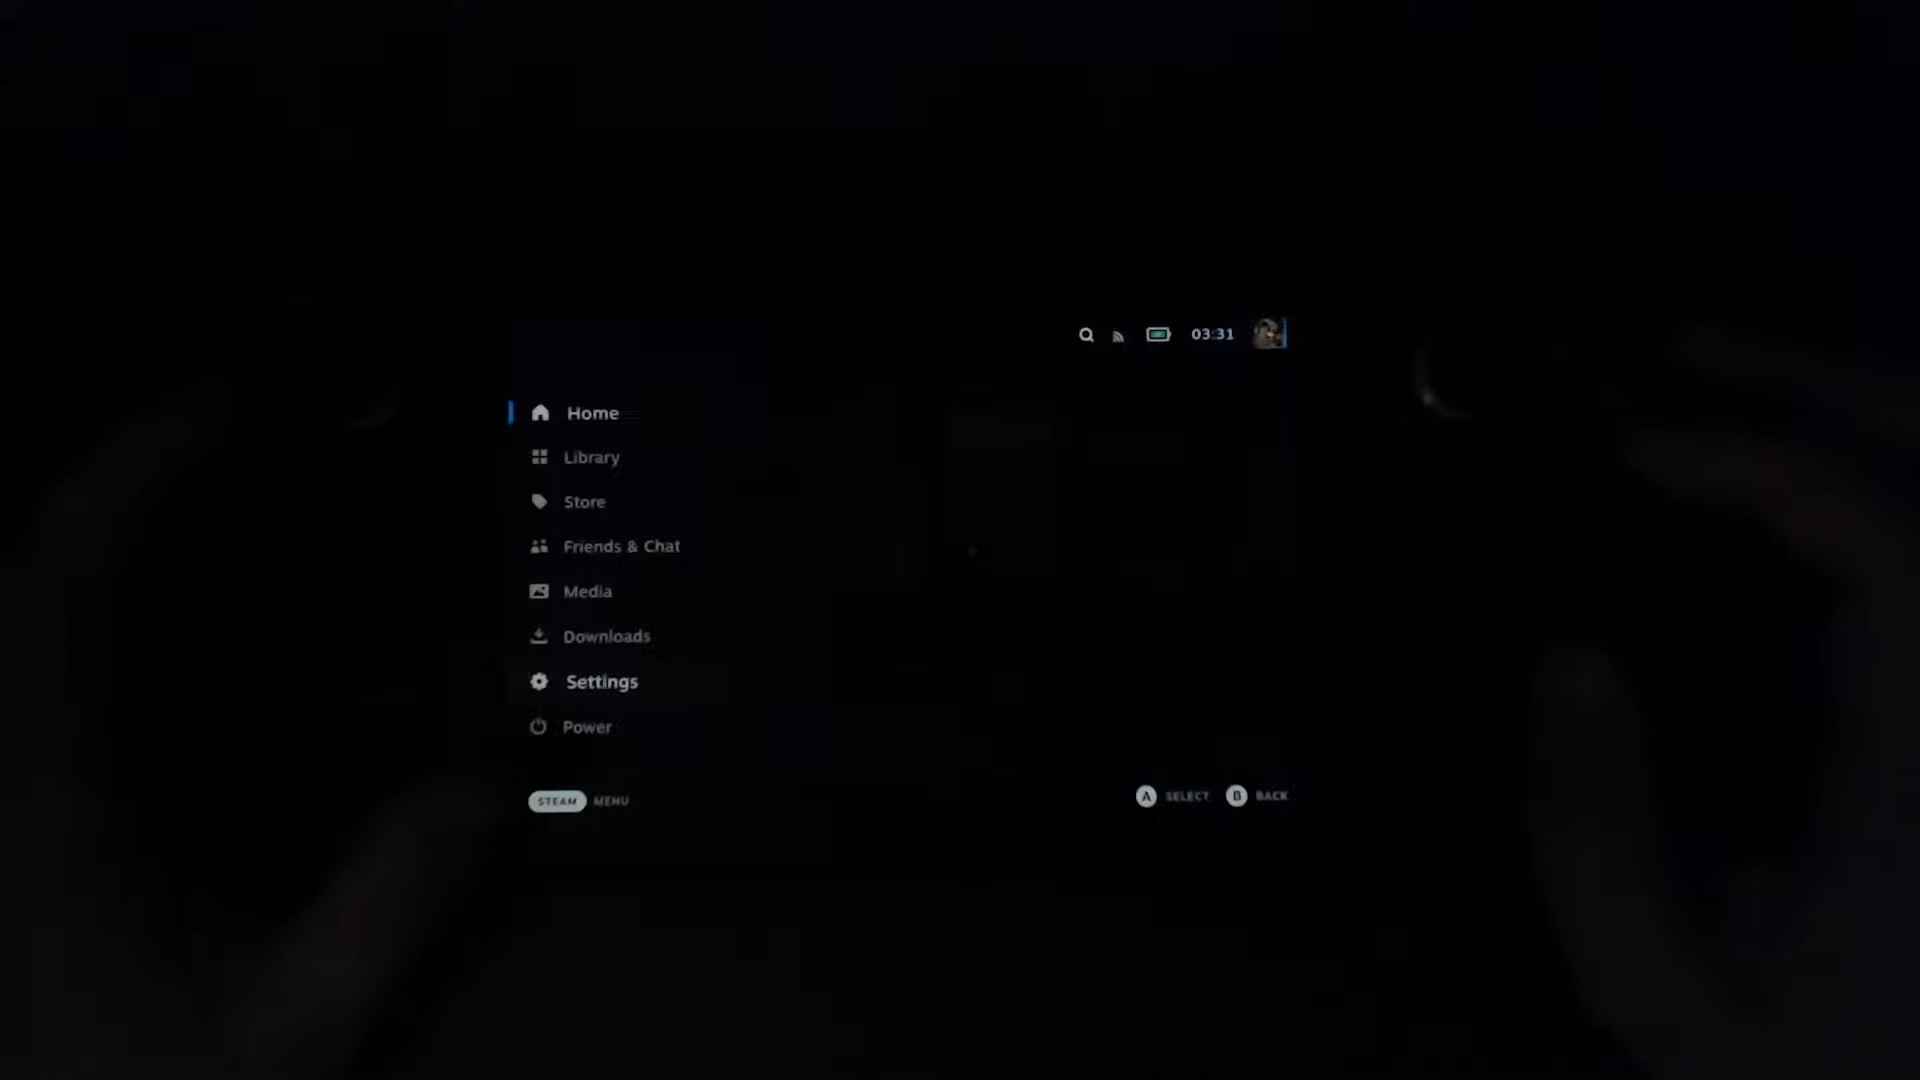 03:31
Home
Library
Store
Friends & Chat
Media
Downloads
Settings
Power
STEAM MENU
A SELECT B BACK